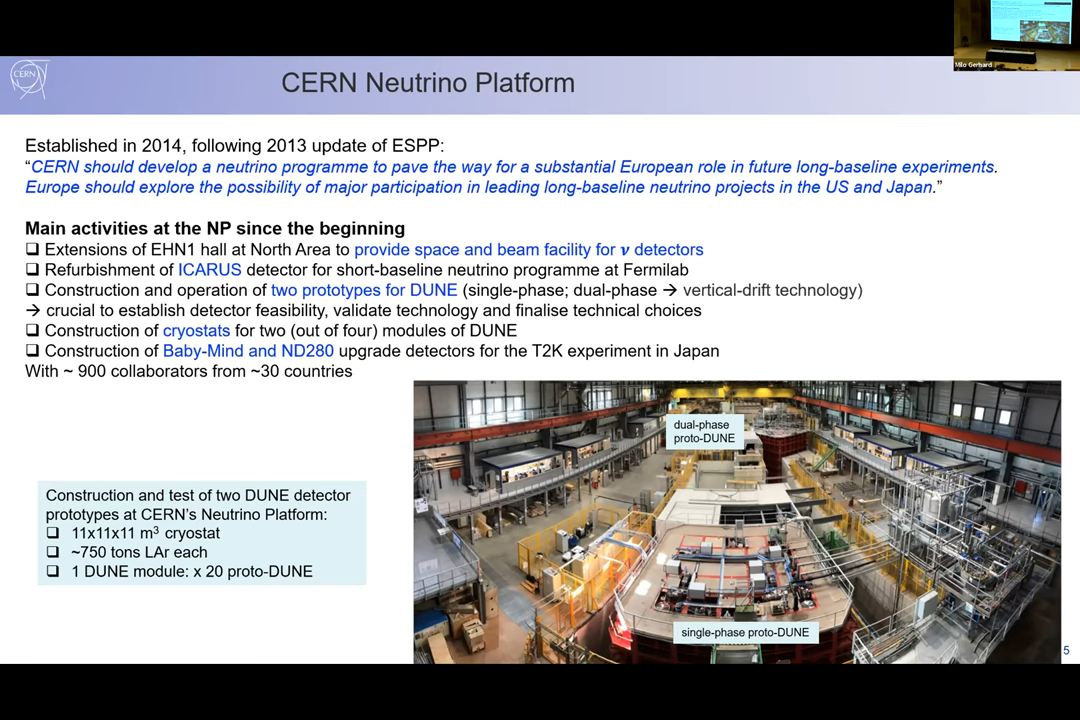 Milo Gerhard
CERN
CERN Neutrino Platform
Established in 2014, following 2013 update of ESPP:
“CERN should develop a neutrino programme to pave the way for a substantial European role in future long-baseline experiments.
Europe should explore the possibility of major participation in leading long-baseline neutrino projects in the US and Japan.”
Main activities at the NP since the beginning
❑ Extensions of EHN1 hall at North Area to provide space and beam facility for ν detectors
❑ Refurbishment of ICARUS detector for short-baseline neutrino programme at Fermilab
❑ Construction and operation of two prototypes for DUNE (single-phase; dual-phase → vertical-drift technology)
→ crucial to establish detector feasibility, validate technology and finalise technical choices
❑ Construction of cryostats for two (out of four) modules of DUNE
❑ Construction of Baby-Mind and ND280 upgrade detectors for the T2K experiment in Japan
With ~ 900 collaborators from ~30 countries
dual-phase
proto-DUNE
Construction and test of two DUNE detector
prototypes at CERN’s Neutrino Platform:
❑ 11x11x11 m³ cryostat
❑ ~750 tons LAr each
❑ 1 DUNE module: x 20 proto-DUNE
single-phase proto-DUNE
5